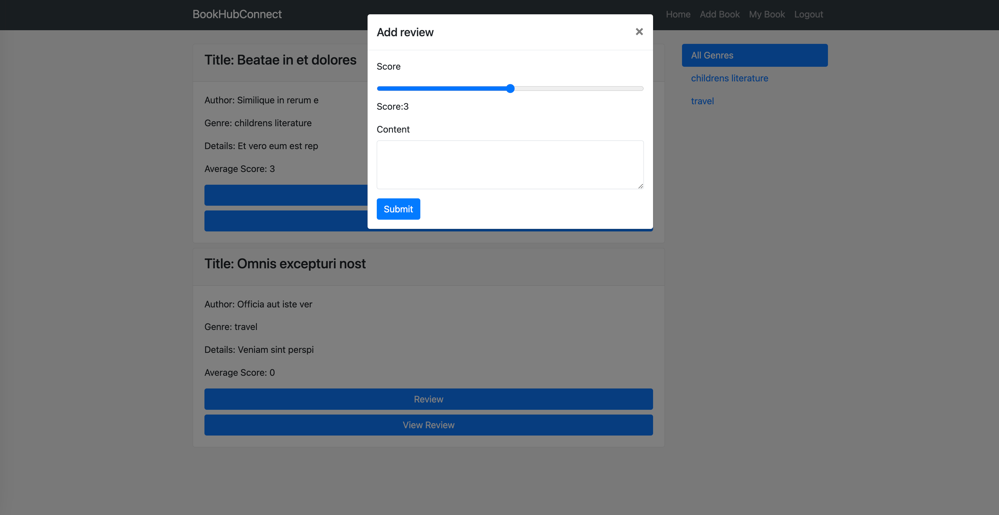 BookHubConnect
Home Add Book My Book Logout
Add review ×
Score
Score:3
Content
Submit
Title: Beatae in et dolores
Author: Similique in rerum e
Genre: childrens literature
Details: Et vero eum est rep
Average Score: 3
Title: Omnis excepturi nost
Author: Officia aut iste ver
Genre: travel
Details: Veniam sint perspi
Average Score: 0
Review
View Review
All Genres
childrens literature
travel